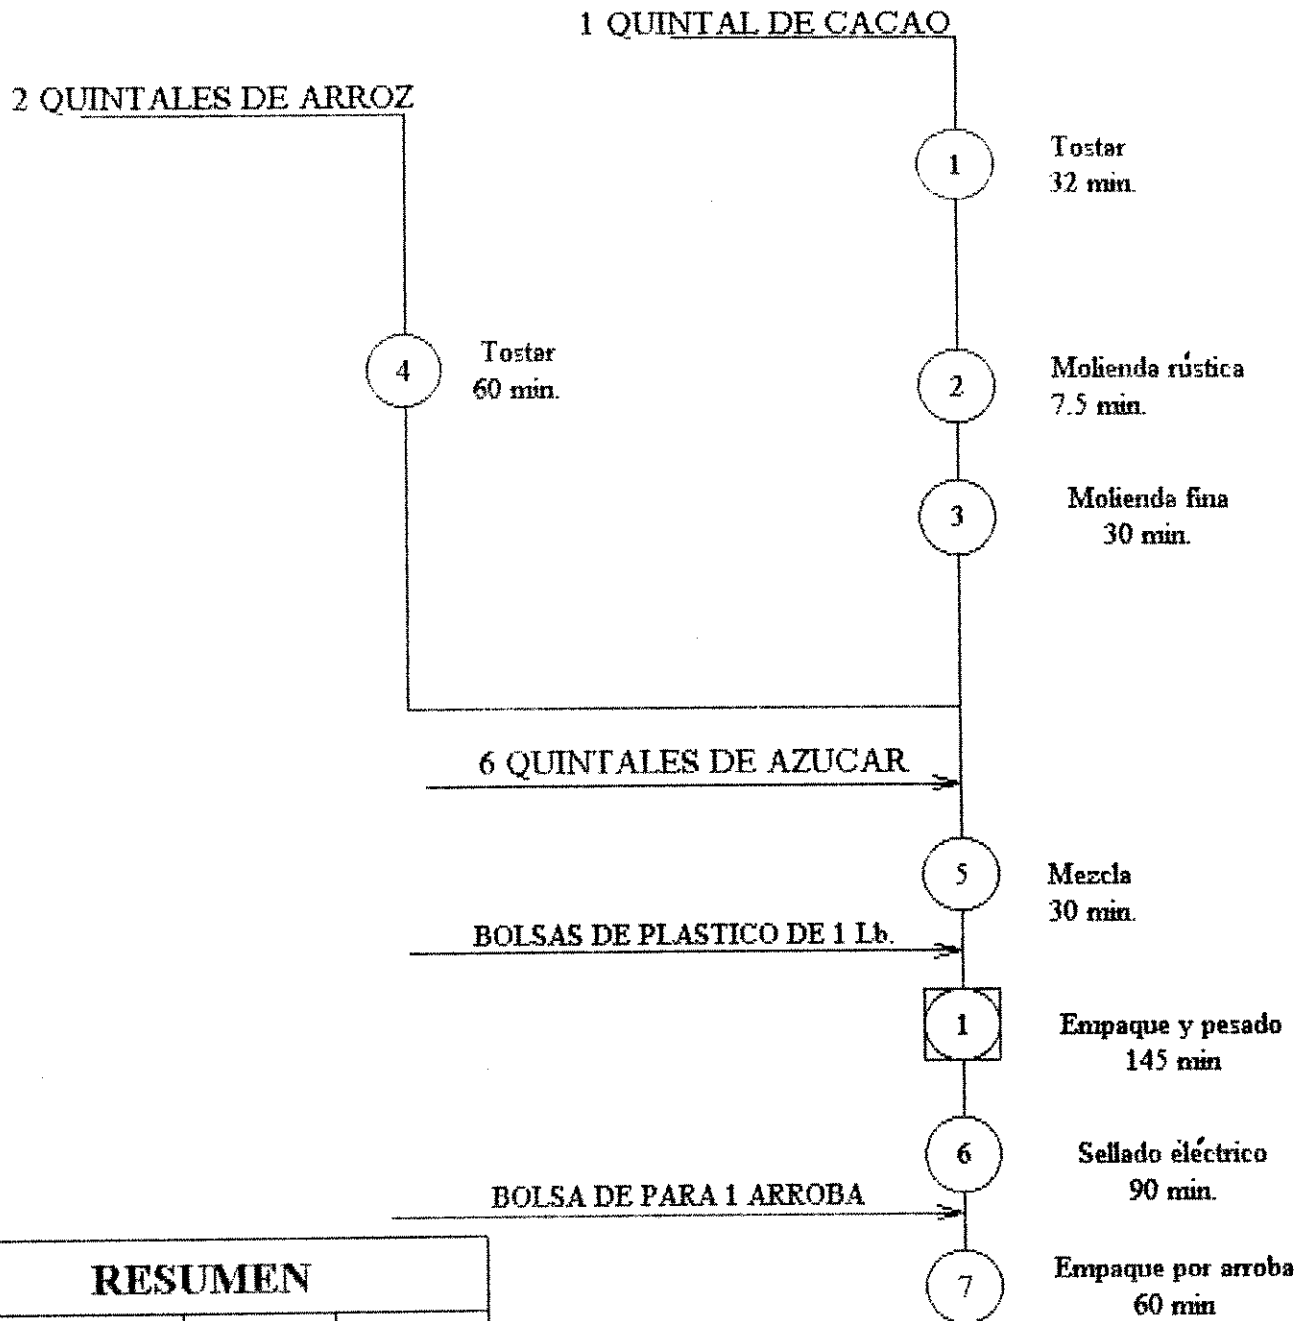 1 QUINTAL DE CACAO
2 QUINTALES DE ARROZ
1
Tostar
32 min.
4
Tostar
60 min.
2
Molienda rústica
7.5 min.
3
Molienda fina
30 min.
6 QUINTALES DE AZUCAR
5
Mezcla
30 min.
BOLSAS DE PLASTICO DE 1 Lb.
1
Empaque y pesado
145 min
6
Sellado eléctrico
90 min.
BOLSA DE PARA 1 ARROBA
7
Empaque por arroba
60 min
RESUMEN